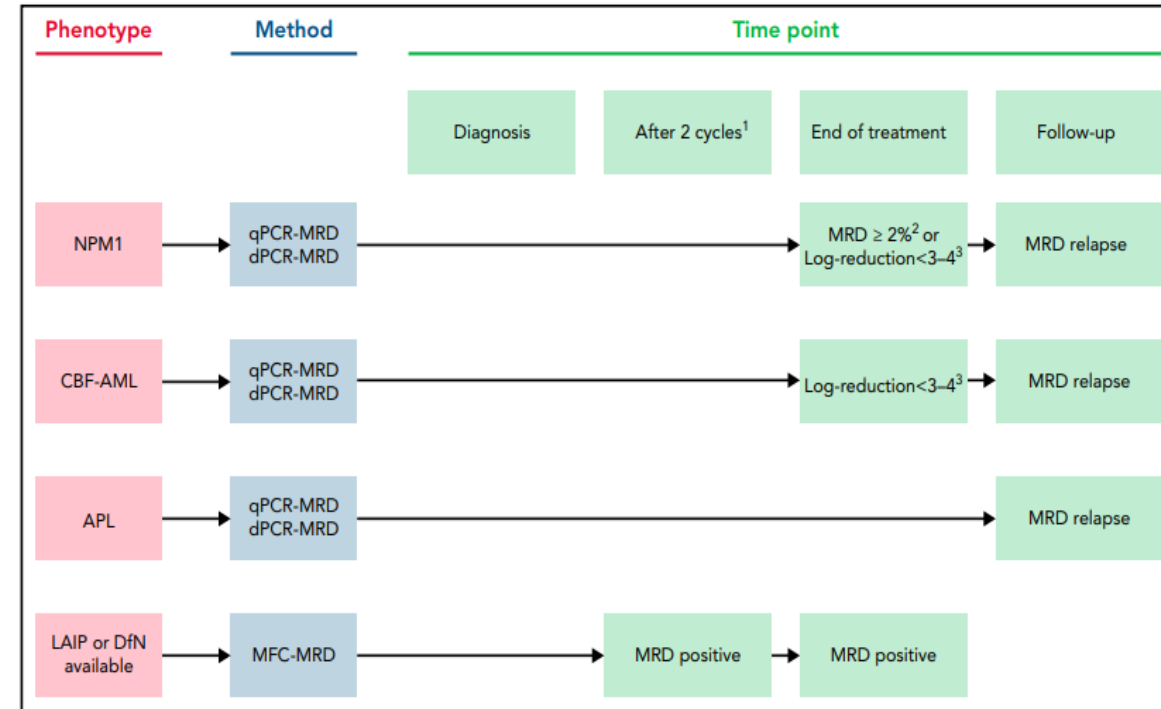 Phenotype
Method
Time point
Diagnosis
After 2 cycles1
End of treatment
Follow-up
NPM1
qPCR-MRD
dPCR-MRD
MRD ≥ 2%2 or
Log-reduction<3–43
MRD relapse
CBF-AML
qPCR-MRD
dPCR-MRD
Log-reduction<3–43
MRD relapse
APL
qPCR-MRD
dPCR-MRD
MRD relapse
LAIP or DfN
available
MFC-MRD
MRD positive
MRD positive